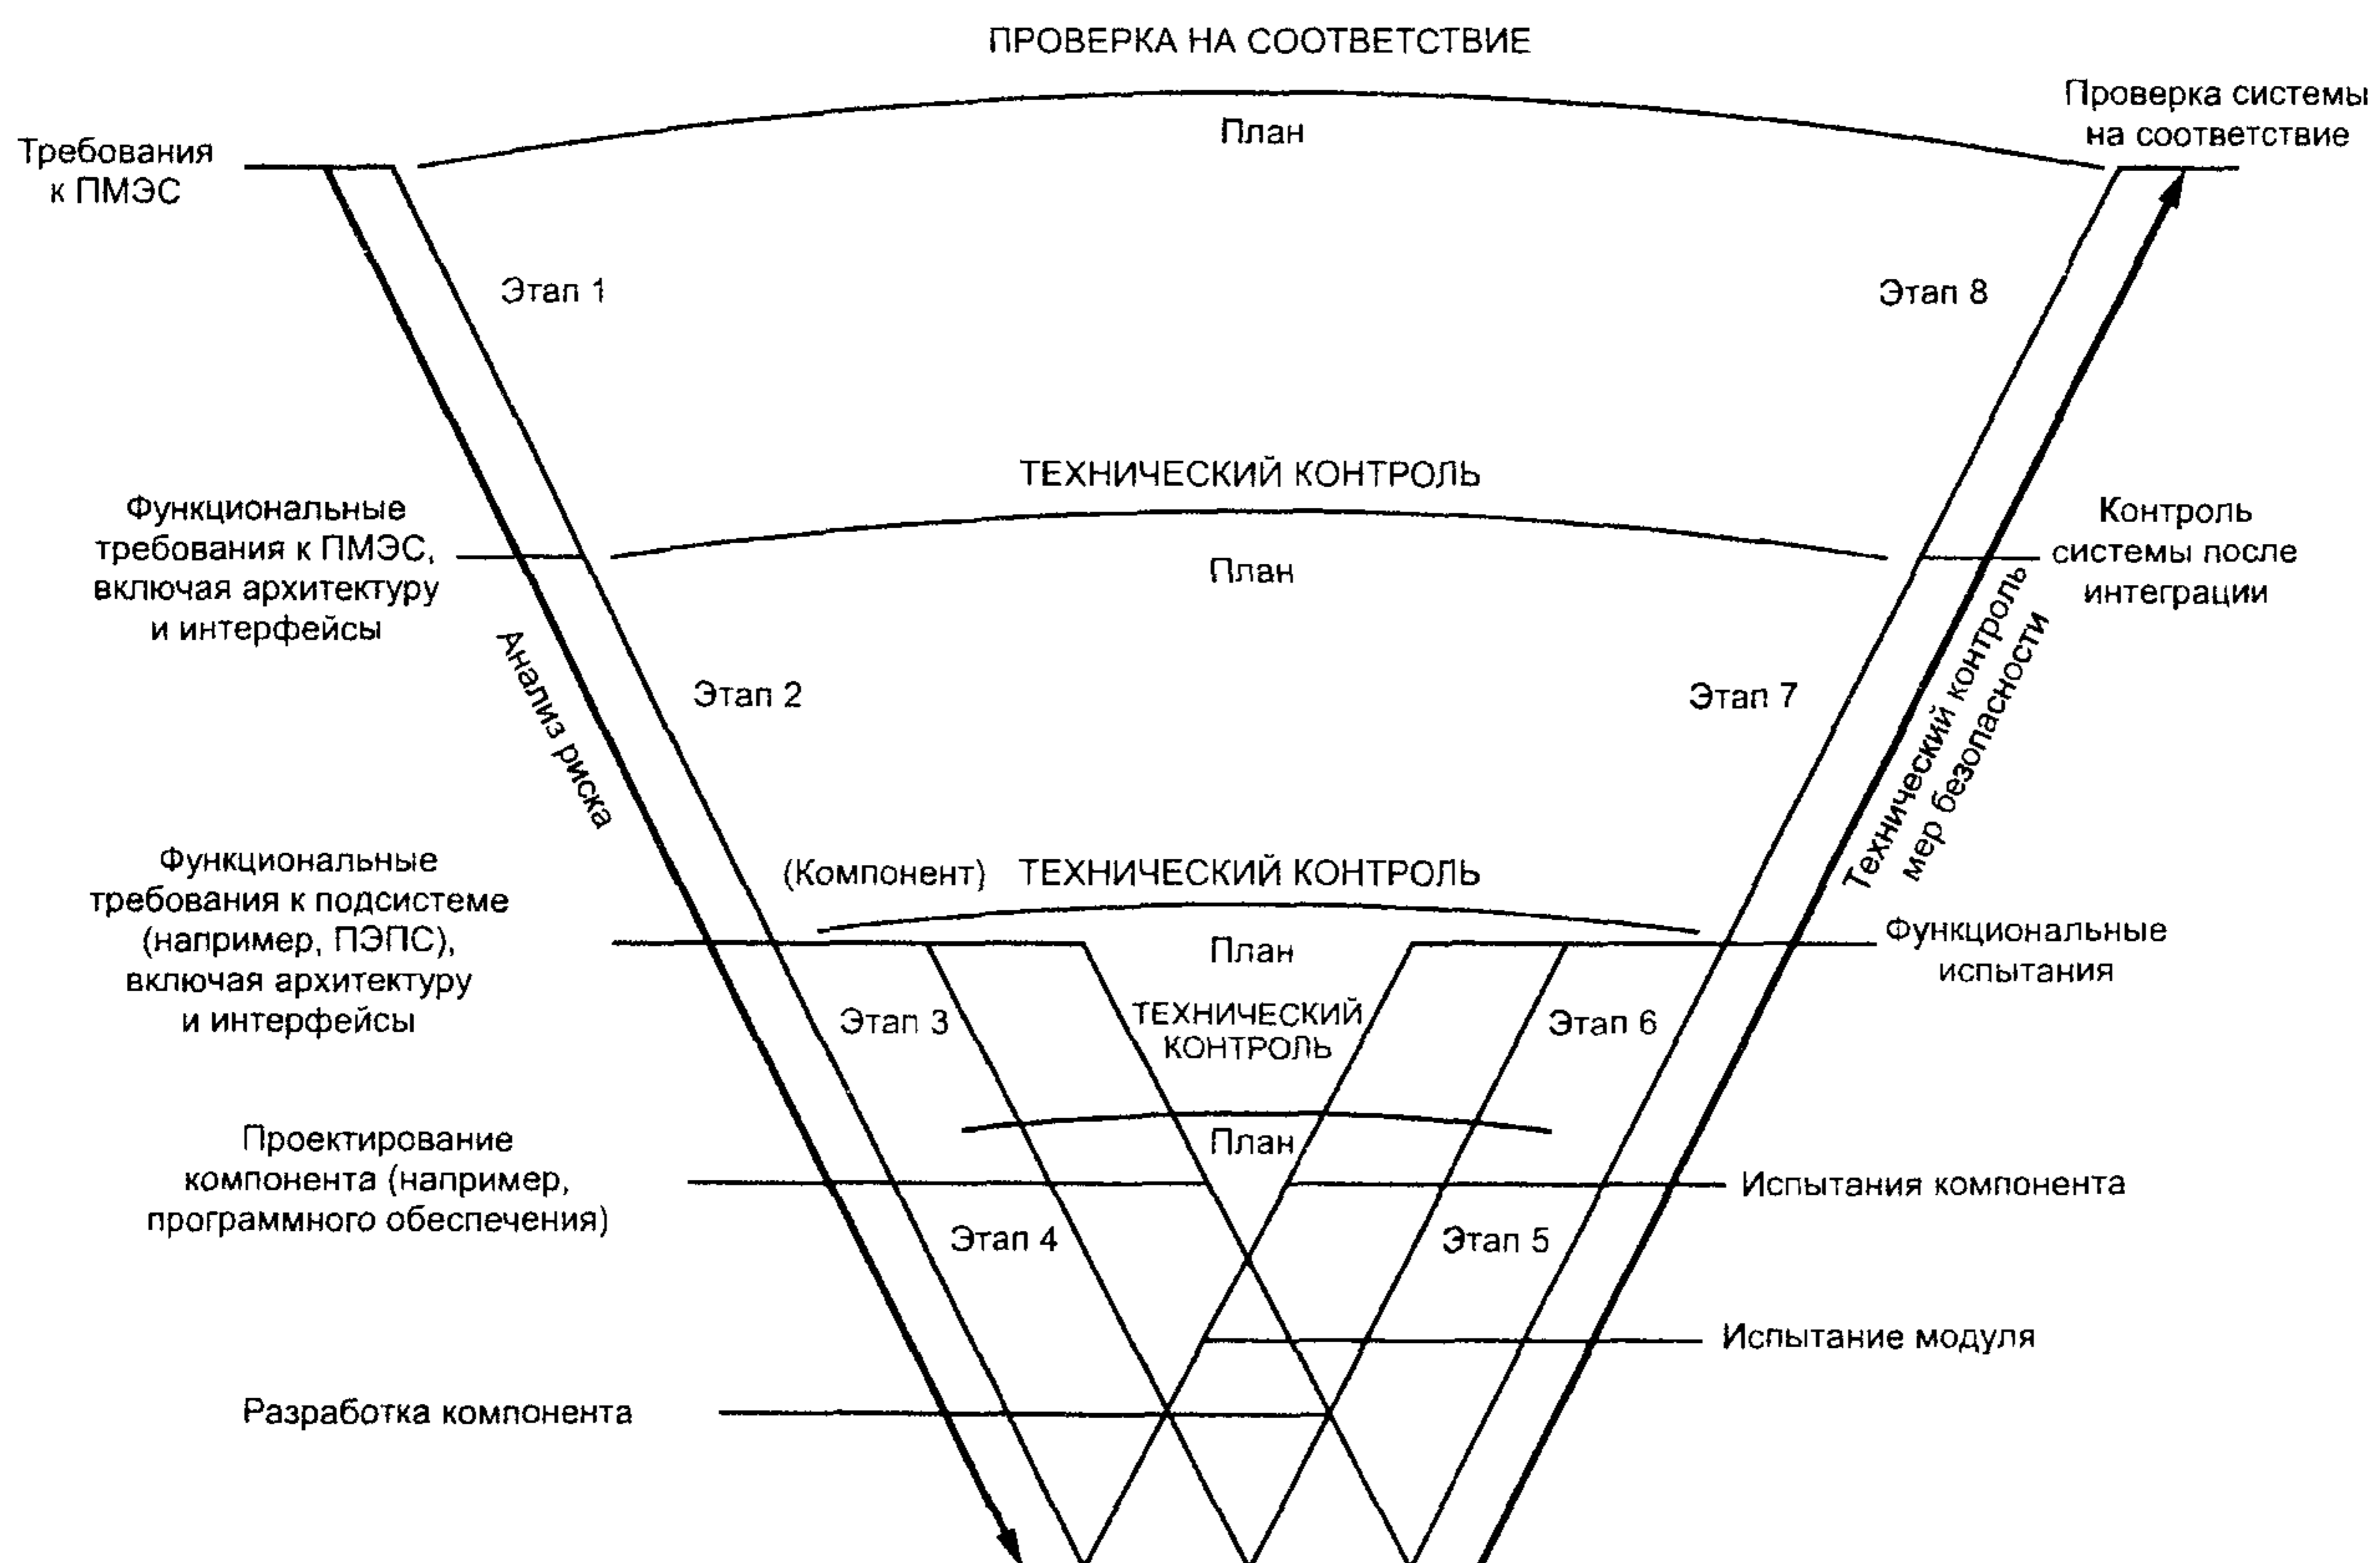 ПРОВЕРКА НА СООТВЕТСТВИЕ
План
Требования
к ПМЭС
Проверка системы
на соответствие
Этап 1
Этап 8
ТЕХНИЧЕСКИЙ КОНТРОЛЬ
План
Функциональные
требования к ПМЭС,
включая архитектуру
и интерфейсы
Контроль
системы после
интеграции
Анализ риска
Этап 2
Этап 7
Технический контроль
мер безопасности
(Компонент) ТЕХНИЧЕСКИЙ КОНТРОЛЬ
План
Функциональные
требования к подсистеме
(например, ПЭПС),
включая архитектуру
и интерфейсы
Функциональные
испытания
Этап 3
ТЕХНИЧЕСКИЙ
КОНТРОЛЬ
Этап 6
План
Проектирование
компонента (например,
программного обеспечения)
Испытания компонента
Этап 4
Этап 5
Испытание модуля
Разработка компонента